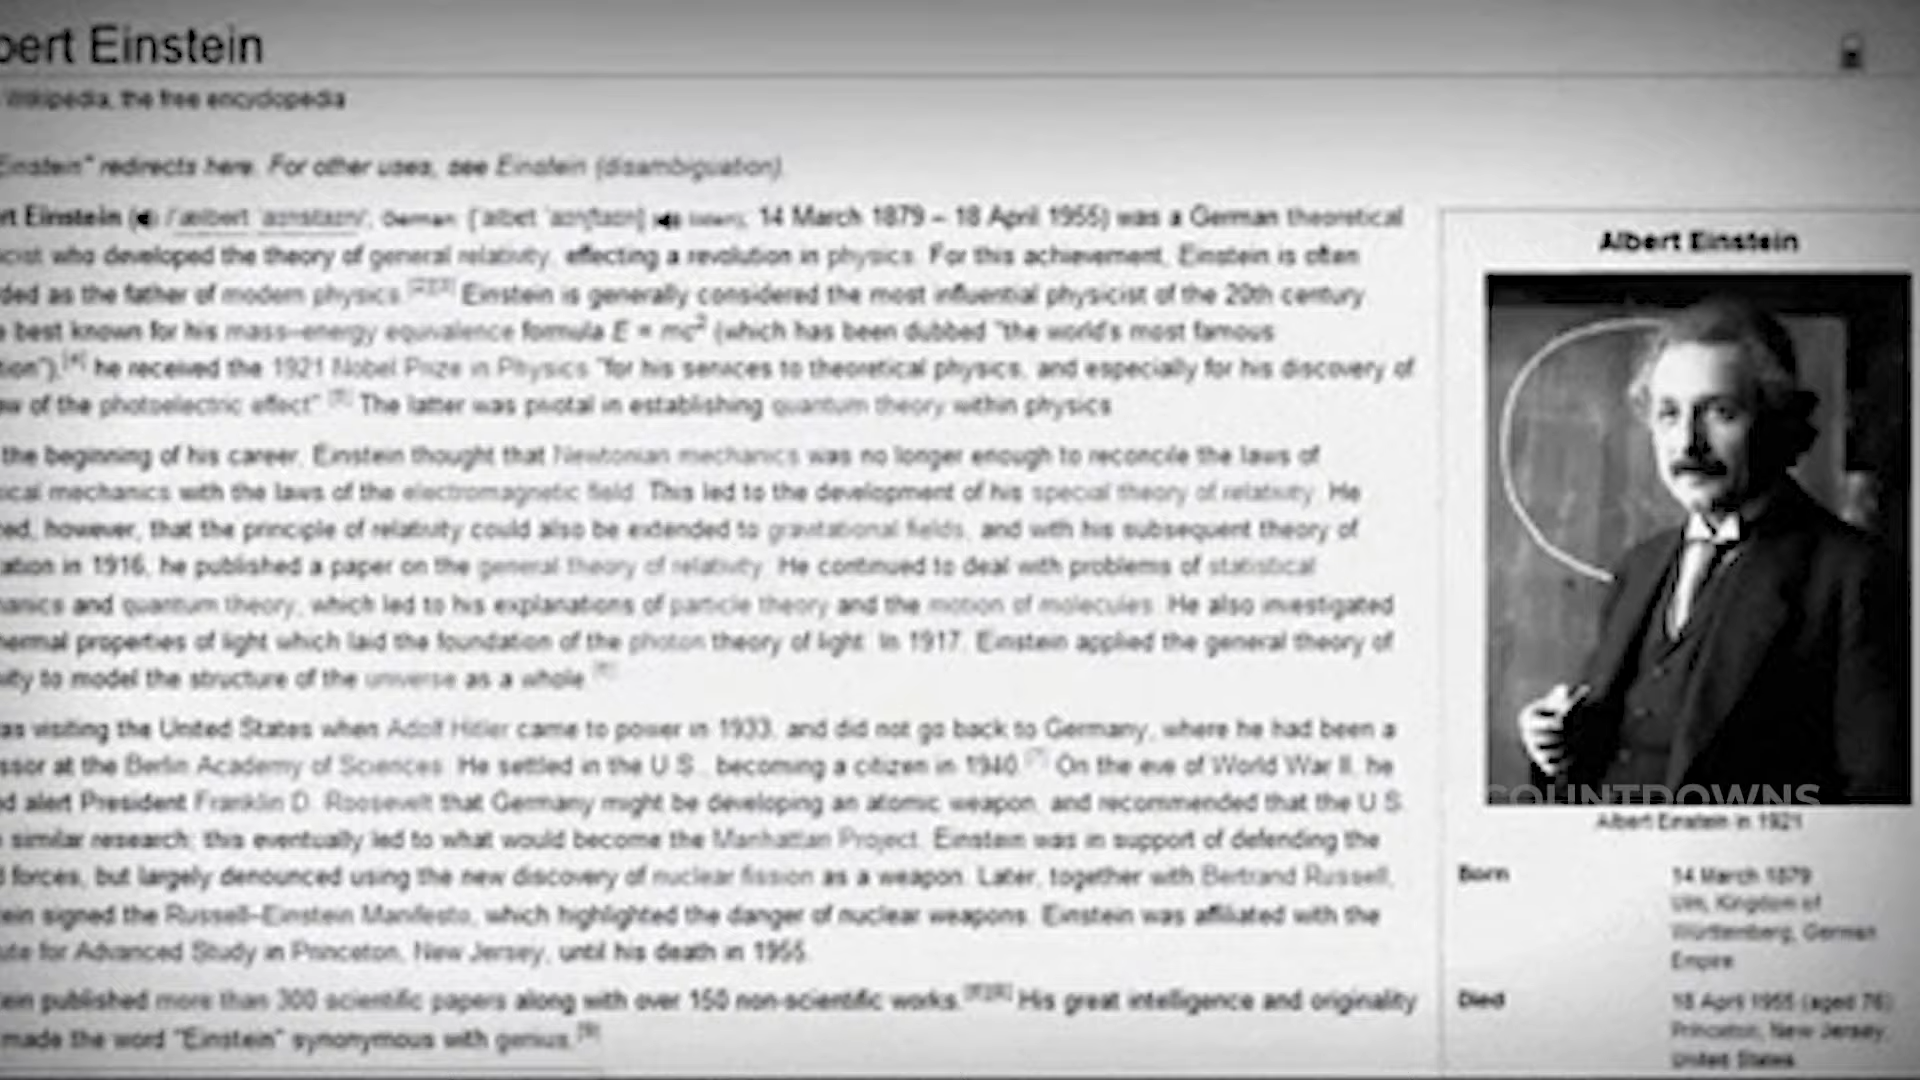 bert Einstein
Wikipedia, the free encyclopedia
Einstein" redirects here. For other uses, see Einstein (disambiguation).
rt Einstein ( German: 14 March 1879 – 18 April 1955) was a German theoretical
cist who developed the theory of general relativity, effecting a revolution in physics. For this achievement, Einstein is often
ded as the father of modern physics. Einstein is generally considered the most influential physicist of the 20th century.
best known for his mass–energy equivalence formula E = mc² (which has been dubbed "the world's most famous
tion"),[4] he received the 1921 Nobel Prize in Physics "for his services to theoretical physics, and especially for his discovery of
w of the photoelectric effect". The latter was pivotal in establishing quantum theory within physics.
the beginning of his career, Einstein thought that Newtonian mechanics was no longer enough to reconcile the laws of
ical mechanics with the laws of the electromagnetic field. This led to the development of his special theory of relativity. He
ed, however, that the principle of relativity could also be extended to gravitational fields, and with his subsequent theory of
ation in 1916, he published a paper on the general theory of relativity. He continued to deal with problems of statistical
hanics and quantum theory, which led to his explanations of particle theory and the motion of molecules. He also investigated
hermal properties of light which laid the foundation of the photon theory of light. In 1917, Einstein applied the general theory of
vity to model the structure of the universe as a whole.
as visiting the United States when Adolf Hitler came to power in 1933, and did not go back to Germany, where he had been a
ssor at the Berlin Academy of Sciences. He settled in the U.S., becoming a citizen in 1940.[7] On the eve of World War II, he
d alert President Franklin D. Roosevelt that Germany might be developing an atomic weapon, and recommended that the U.S.
similar research; this eventually led to what would become the Manhattan Project. Einstein was in support of defending the
d forces, but largely denounced using the new discovery of nuclear fission as a weapon. Later, together with Bertrand Russell,
ein signed the Russell–Einstein Manifesto, which highlighted the danger of nuclear weapons. Einstein was affiliated with the
ute for Advanced Study in Princeton, New Jersey, until his death in 1955.
ein published more than 300 scientific papers along with over 150 non-scientific works. His great intelligence and originality
made the word "Einstein" synonymous with genius.[9]
Albert Einstein
COUNTDOWNS
Albert Einstein in 1921
Born 14 March 1879
Ulm, Kingdom of
Württemberg, German
Empire
Died 18 April 1955 (aged 76)
Princeton, New Jersey,
United States